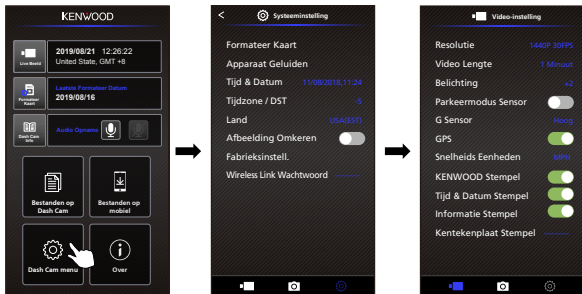 KENWOOD
2019/08/21 12:26:22
United State, GMT +8
Live Beeld
Laatste Formateer Datum
2019/08/16
Formateer
Kaart
Audio Opname
Dash Cam
Info
Bestanden op
Dash Cam
Bestanden op
mobiel
Dash Cam menu
Over
< Systeeminstelling
Formateer Kaart
Apparaat Geluiden
Tijd & Datum 11/08/2018,11:24
Tijdzone / DST -5
Land USA(EST)
Afbeelding Omkeren
Fabrieksinstell.
Wireless Link Wachtwoord
Video-instelling
Resolutie 1440P 30FPS
Video Lengte 1 Minuut
Belichting +2
Parkeermodus Sensor
G Sensor Hoog
GPS
Snelheids Eenheden MPH
KENWOOD Stempel
Tijd & Datum Stempel
Informatie Stempel
Kentekenplaat Stempel